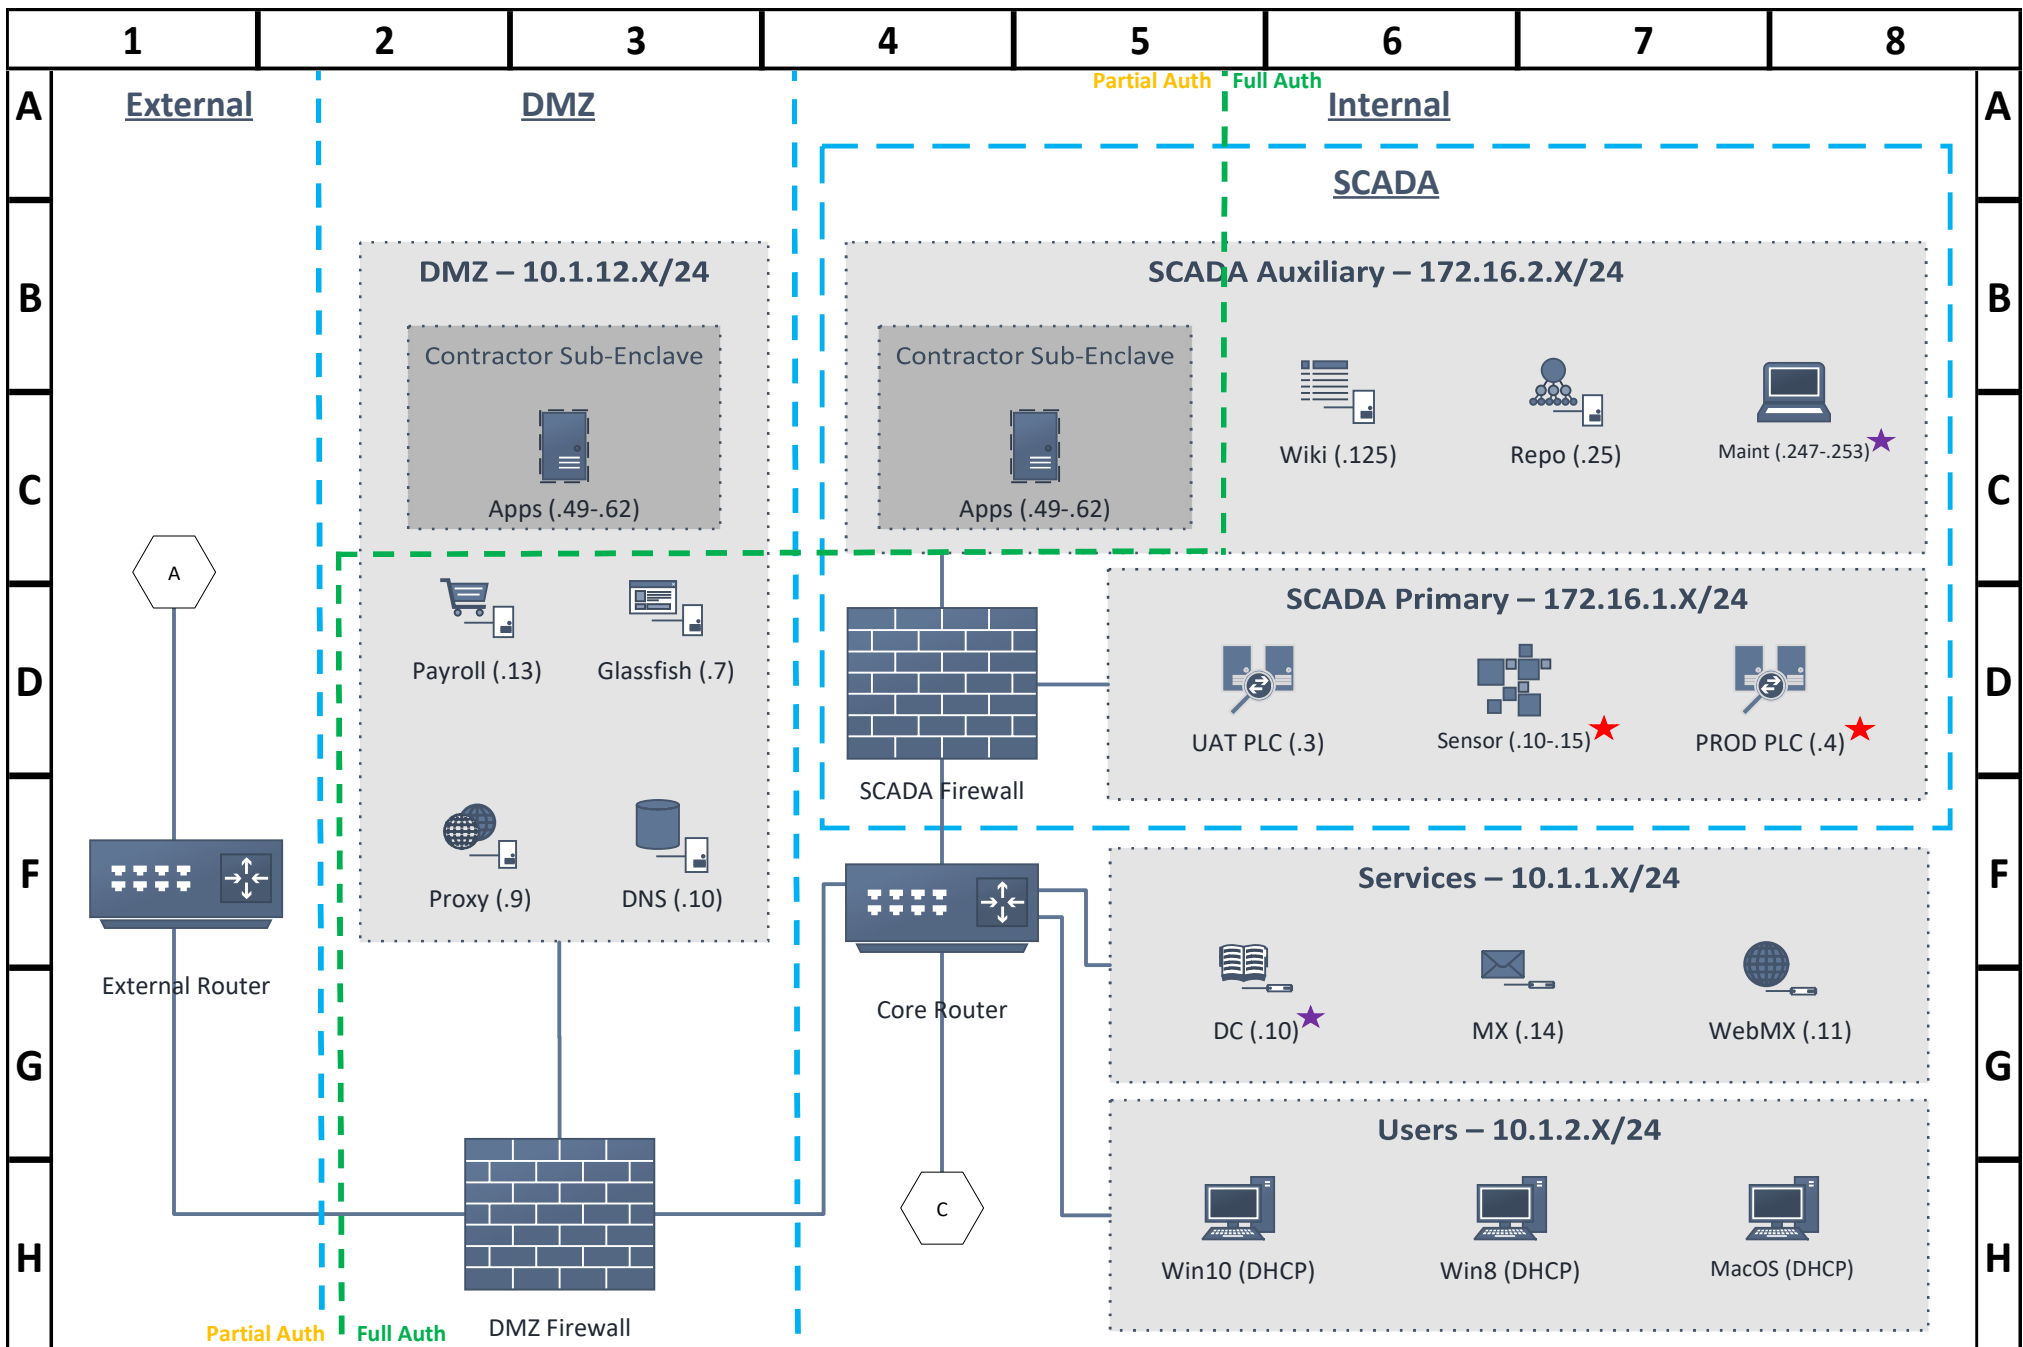 1 2 3 4 5 6 7 8
Partial Auth Full Auth
A External DMZ Internal A
SCADA
DMZ – 10.1.12.X/24 SCADA Auxiliary – 172.16.2.X/24
B B
Contractor Sub-Enclave Contractor Sub-Enclave
Wiki (.125) Repo (.25) Maint (.247-.253)
C C
Apps (.49-.62) Apps (.49-.62)
A
SCADA Primary – 172.16.1.X/24
Payroll (.13) Glassfish (.7)
D D
UAT PLC (.3) Sensor (.10-.15) PROD PLC (.4)
SCADA Firewall
F F
Services – 10.1.1.X/24
Proxy (.9) DNS (.10)
External Router
Core Router
DC (.10) MX (.14) WebMX (.11)
G G
Users – 10.1.2.X/24
C
H H
Win10 (DHCP) Win8 (DHCP) MacOS (DHCP)
DMZ Firewall
Partial Auth Full Auth